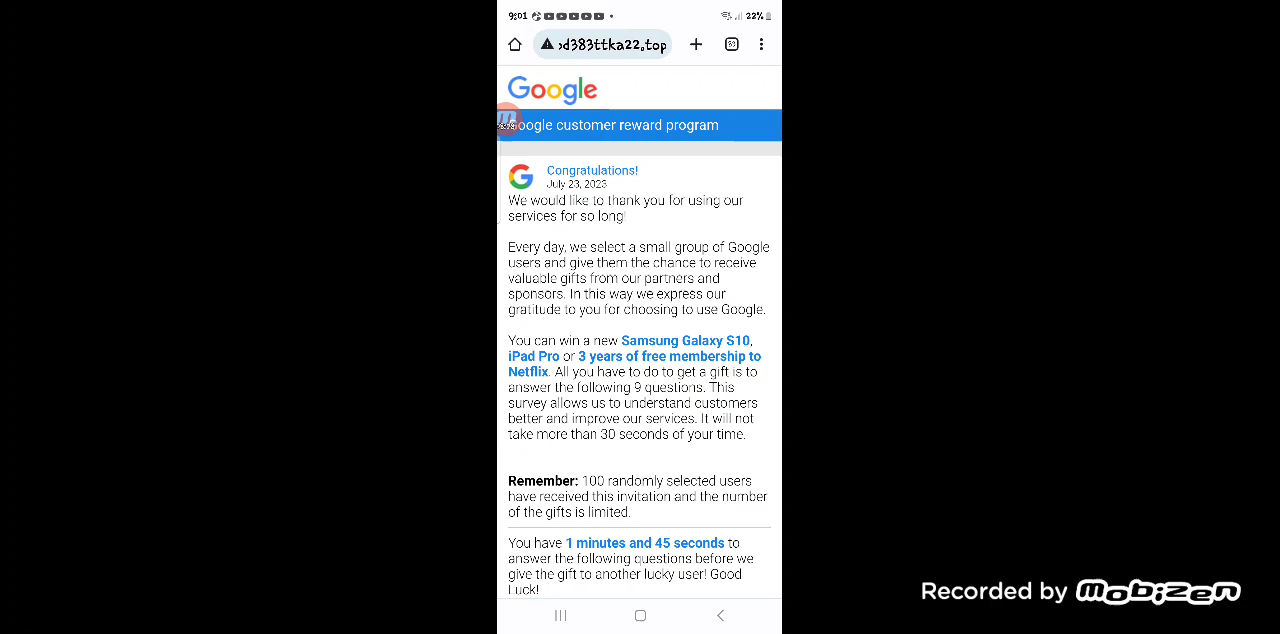 9:01 22%
d383ttka22.top
Google
oogle customer reward program
Congratulations!
July 23, 2023
We would like to thank you for using our
services for so long!
Every day, we select a small group of Google
users and give them the chance to receive
valuable gifts from our partners and
sponsors. In this way we express our
gratitude to you for choosing to use Google.
You can win a new Samsung Galaxy S10,
iPad Pro or 3 years of free membership to
Netflix. All you have to do to get a gift is to
answer the following 9 questions. This
survey allows us to understand customers
better and improve our services. It will not
take more than 30 seconds of your time.
Remember: 100 randomly selected users
have received this invitation and the number
of the gifts is limited.
You have 1 minutes and 45 seconds to
answer the following questions before we
give the gift to another lucky user! Good
Luck!
Recorded by mobizen